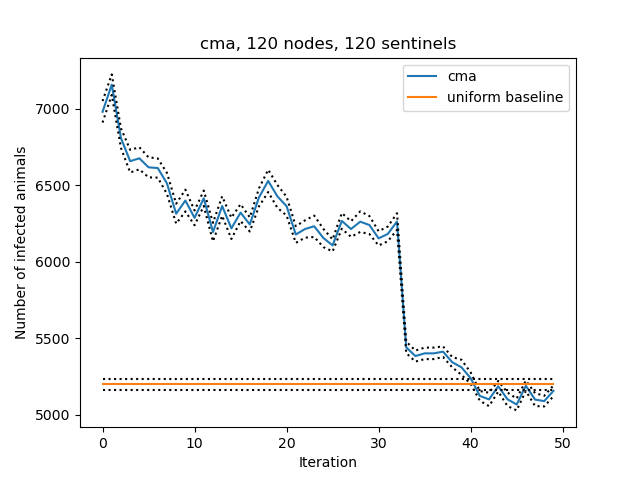 cma, 120 nodes, 120 sentinels
cma
uniform baseline
7000
6500
6000
5500
5000
Number of infected animals
0 10 20 30 40 50
Iteration